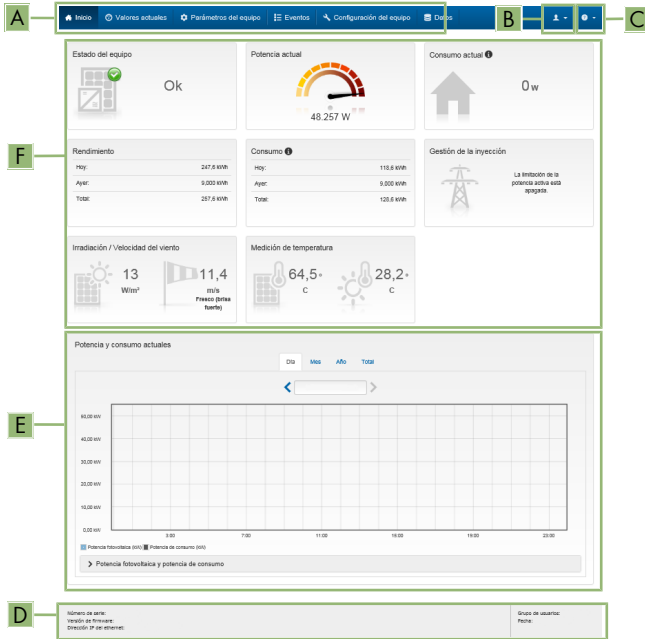 A
Inicio Valores actuales Parámetros del equipo Eventos Configuración del equipo Datos
B
C
Estado del equipo
Ok
Potencia actual
48.257 W
Consumo actual
0 w
F
Rendimiento
Hoy: 247,6 kWh
Ayer: 9,000 kWh
Total: 257,6 kWh
Consumo
Hoy: 118,6 kWh
Ayer: 9,000 kWh
Total: 126,6 kWh
Gestión de la inyección
La limitación de la
potencia activa está
apagada.
Irradiación / Velocidad del viento
13
W/m²
11,4
m/s
Fresco (brisa
fuerte)
Medición de temperatura
64,5°
C
28,2°
C
E
Potencia y consumo actuales
Día Mes Año Total
50,00 kW
40,00 kW
30,00 kW
20,00 kW
10,00 kW
0,00 kW
3:00 7:00 11:00 15:00 19:00 23:00
Potencia fotovoltaica (kW) Potencia de consumo (kW)
Potencia fotovoltaica y potencia de consumo
D
Número de serie:
Versión de firmware:
Dirección IP del ethernet:
Grupo de usuarios:
Fecha: